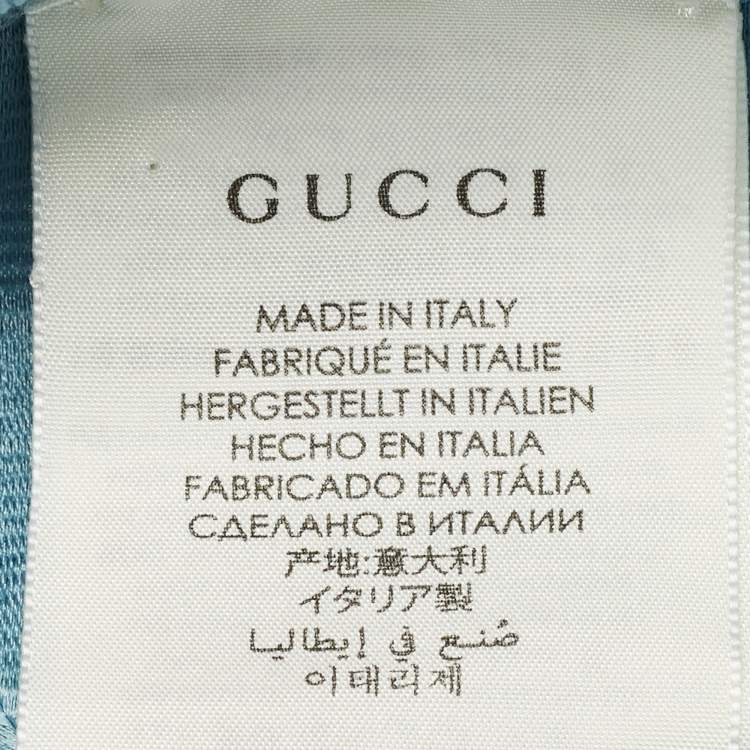 GUCCI
MADE IN ITALY
FABRIQUÉ EN ITALIE
HERGESTELLT IN ITALIEN
HECHO EN ITALIA
FABRICADO EM ITÁLIA
СДЕЛАНО В ИТАЛИИ
产地:意大利
イタリア製
صُنع في إيطاليا
이태리제